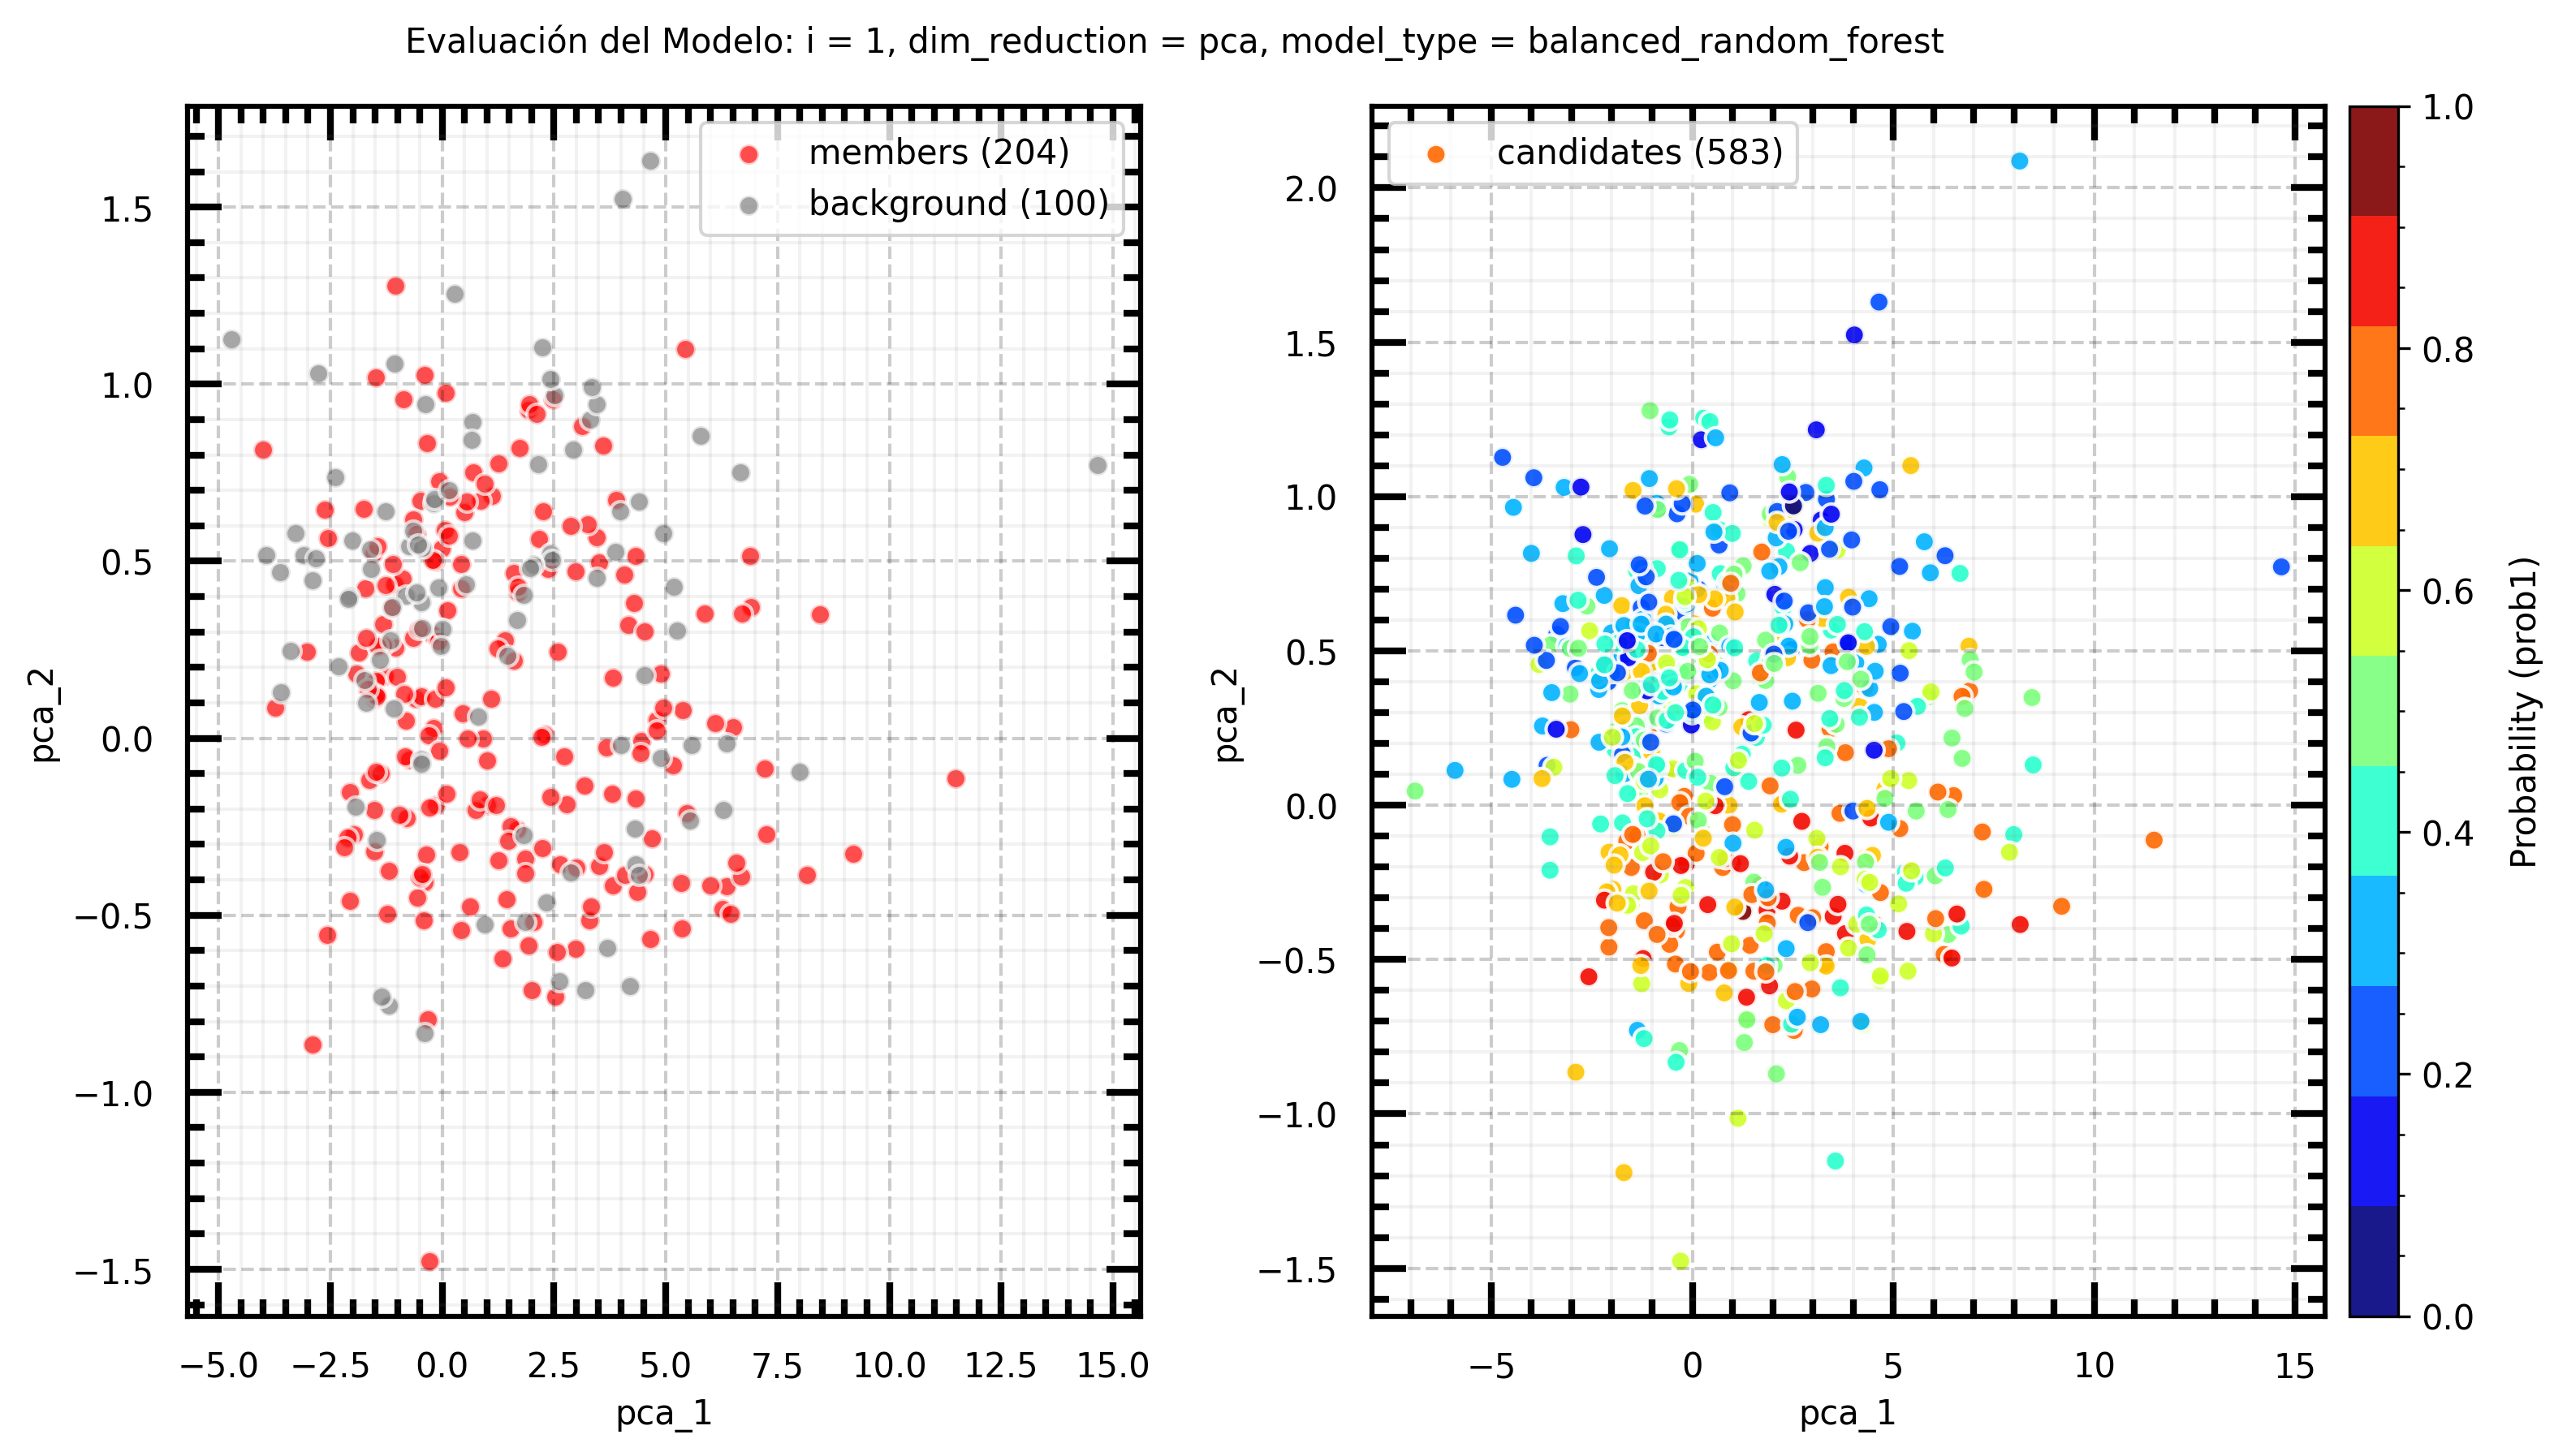 Evaluación del Modelo: i = 1, dim_reduction = pca, model_type = balanced_random_forest
members (204)
background (100)
1.5
1.0
0.5
0.0
−0.5
−1.0
−1.5
pca_2
−5.0 −2.5 0.0 2.5 5.0 7.5 10.0 12.5 15.0
pca_1
candidates (583)
2.0
1.5
1.0
0.5
0.0
−0.5
−1.0
−1.5
pca_2
−5 0 5 10 15
pca_1
1.0
0.8
0.6
0.4
0.2
0.0
Probability (prob1)